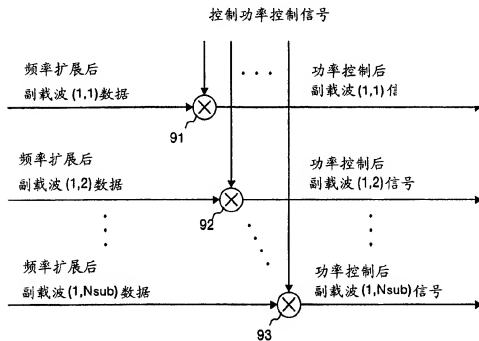 控制功率控制信号
频率扩展后
副载波(1,1)数据
功率控制后
副载波(1,1)信
91
频率扩展后
副载波(1,2)数据
功率控制后
副载波(1,2)信号
92
频率扩展后
副载波(1,Nsub)数据
功率控制后
副载波(1,Nsub)信号
93